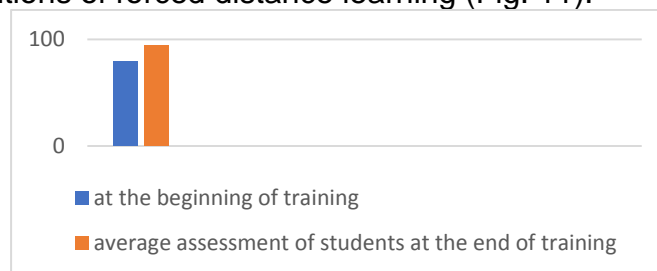 tions of forced distance learning (Fig. 11).
100
0
at the beginning of training
average assessment of students at the end of training